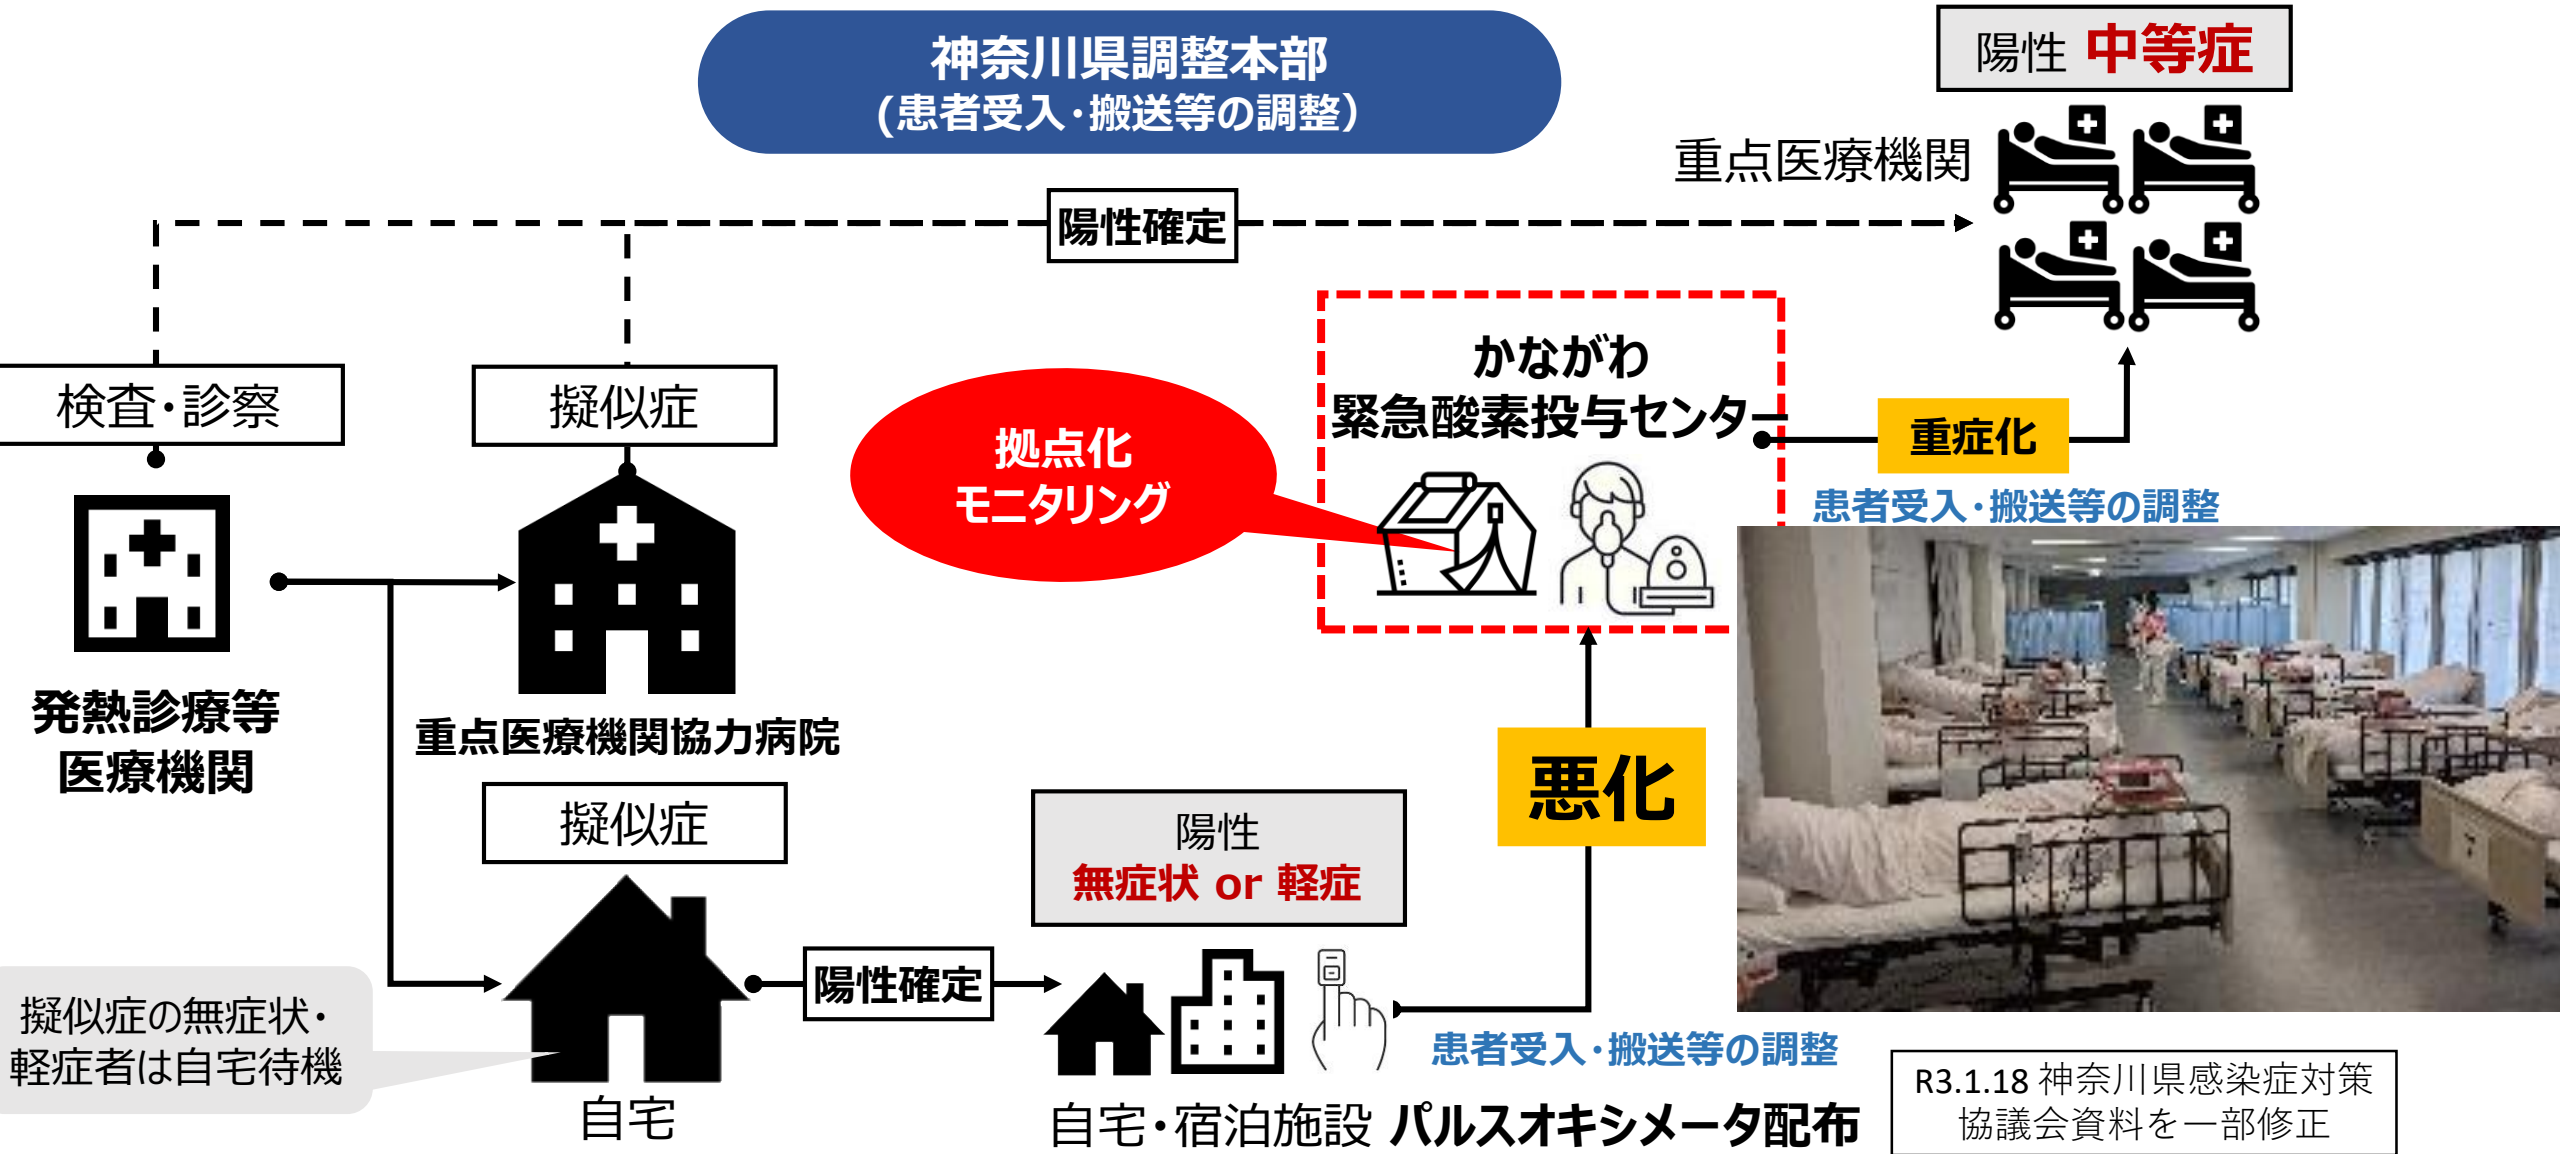 神奈川県調整本部
(患者受入・搬送等の調整）
陽性 中等症
重点医療機関
陽性確定
検査・診察
擬似症
かながわ
緊急酸素投与センター
拠点化
モニタリング
重症化
患者受入・搬送等の調整
発熱診療等
医療機関
重点医療機関協力病院
擬似症
悪化
陽性
無症状 or 軽症
陽性確定
擬似症の無症状・
軽症者は自宅待機
自宅
患者受入・搬送等の調整
自宅・宿泊施設 パルスオキシメータ配布
R3.1.18 神奈川県感染症対策
協議会資料を一部修正